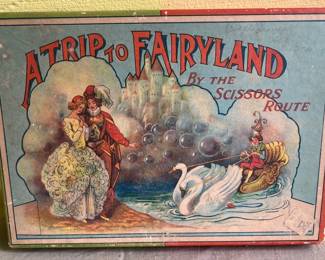 A TRIP TO FAIRYLAND
BY THE
SCISSORS
ROUTE